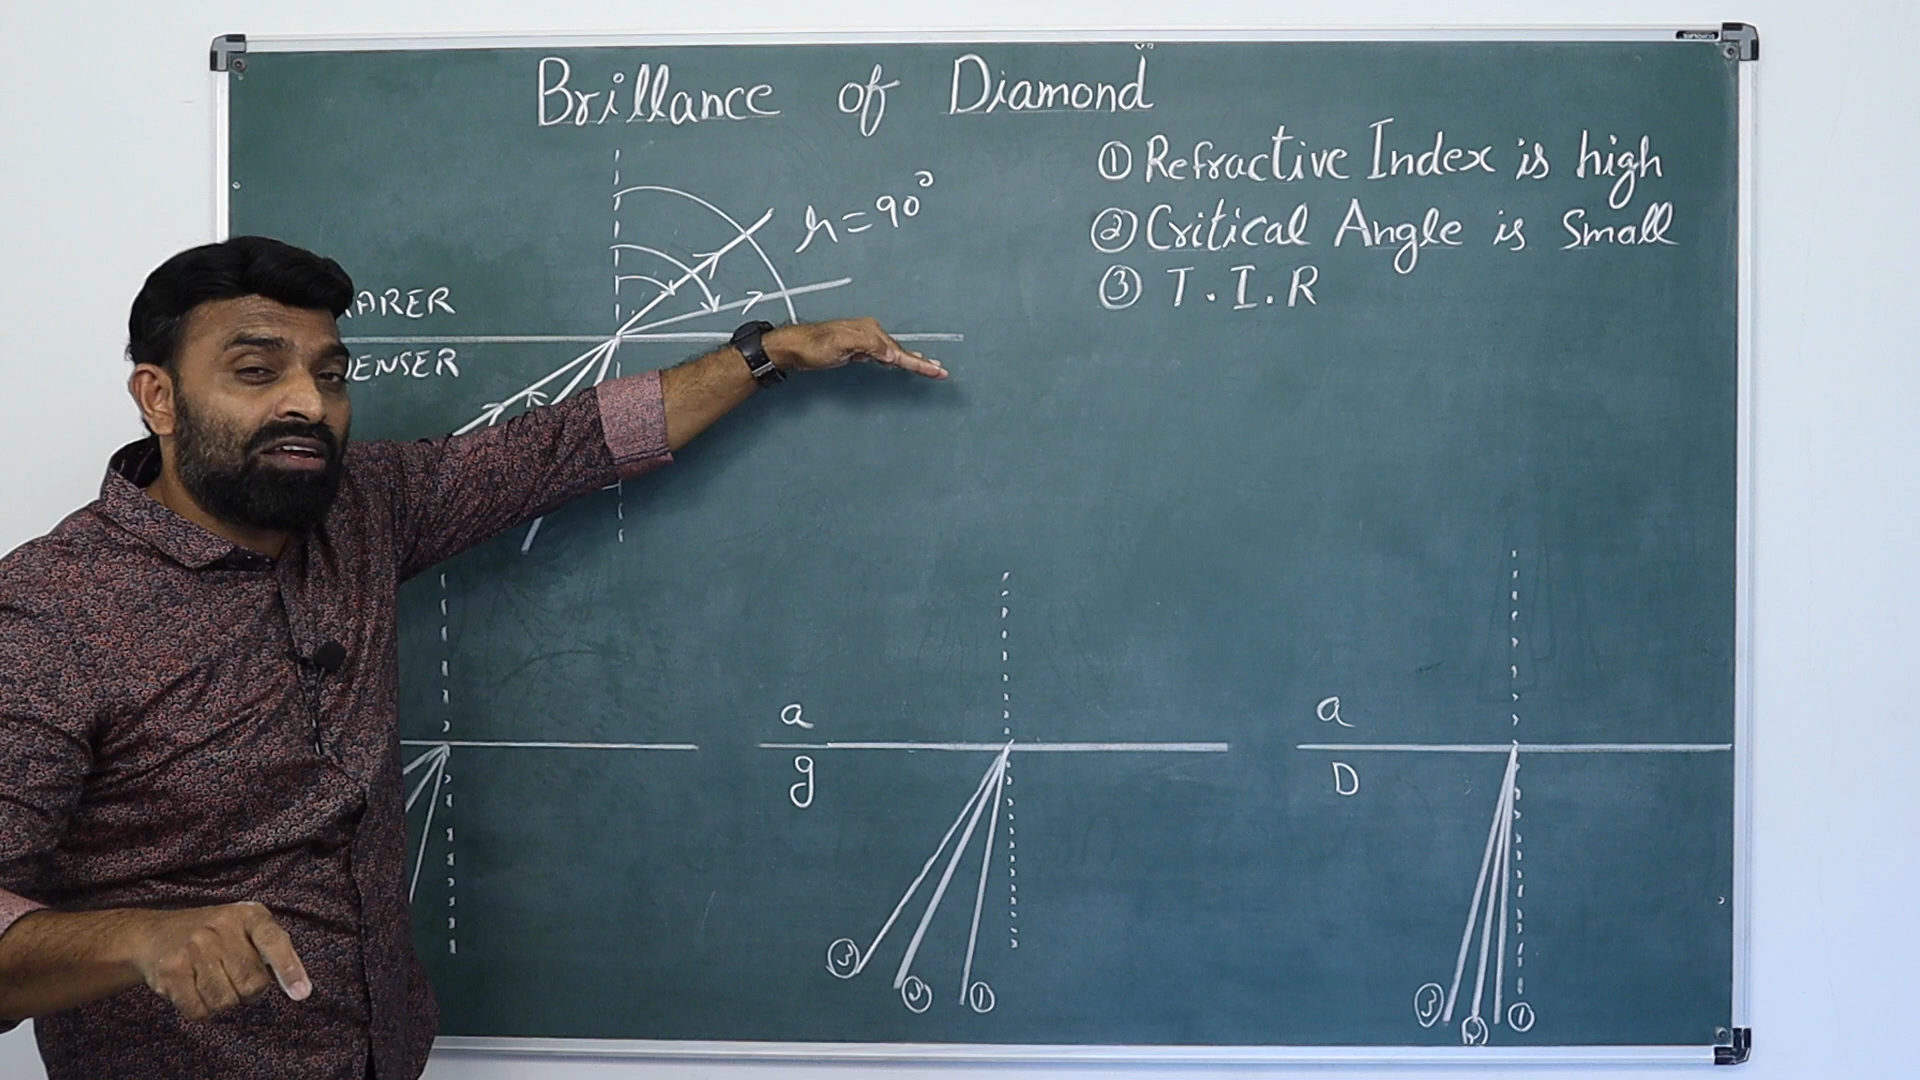 Brillance of Diamond
① Refractive Index is high
② Critical Angle is Small
③ T.I.R
r=90°
ARER
ENSER
a
g
③ ② ①
a
D
③ ② ①